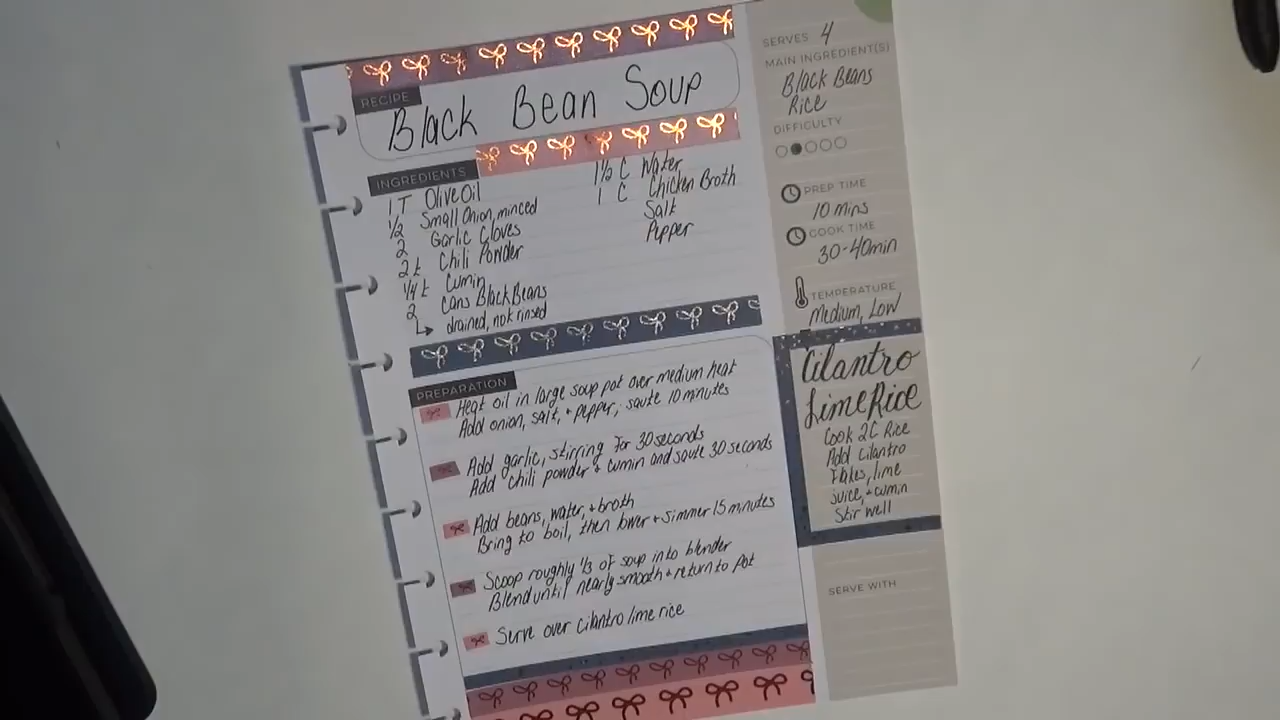 RECIPE
Black Bean Soup
INGREDIENTS
1 T Olive Oil
1/2 Small Onion, minced
2 Garlic Cloves
2 t Chili Powder
1/4 t Cumin
2 Cans Black Beans
↳ drained, not rinsed
1 1/2 C Water
1 C Chicken Broth
Salt
Pepper
PREPARATION
Heat oil in large soup pot over medium heat
Add onion, salt, + pepper, saute 10 minutes
Add garlic, stirring for 30 seconds
Add chili powder + cumin and saute 30 seconds
Add beans, water, + broth
Bring to boil, then lower + simmer 15 minutes
Scoop roughly 1/3 of soup into blender
Blend until nearly smooth + return to pot
Serve over cilantro lime rice
SERVES 4
MAIN INGREDIENT(S)
Black Beans
Rice
DIFFICULTY
PREP TIME
10 mins
COOK TIME
30-40min
TEMPERATURE
Medium, Low
Cilantro
Lime Rice
Cook 2C Rice
Add Cilantro
Flakes, lime
juice, + cumin
Stir well
SERVE WITH